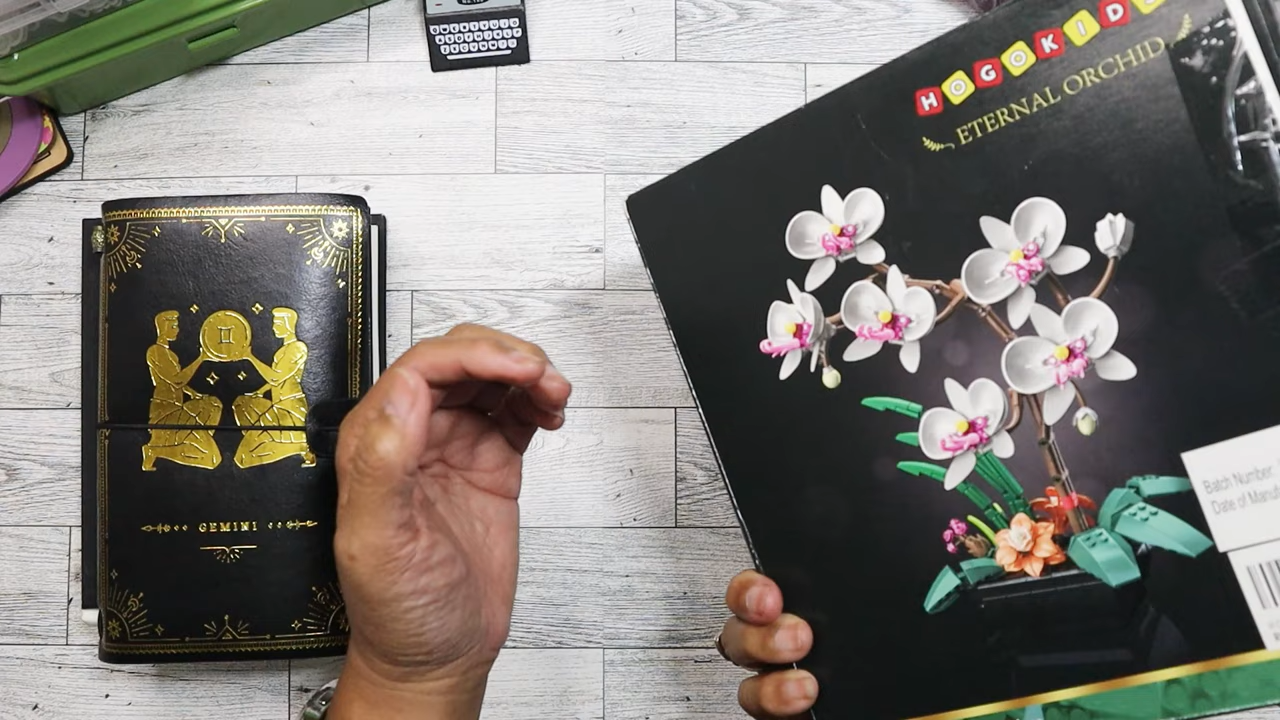 HOGOKIDS
ETERNAL ORCHID
GEMINI
Batch Number
Date of Manuf